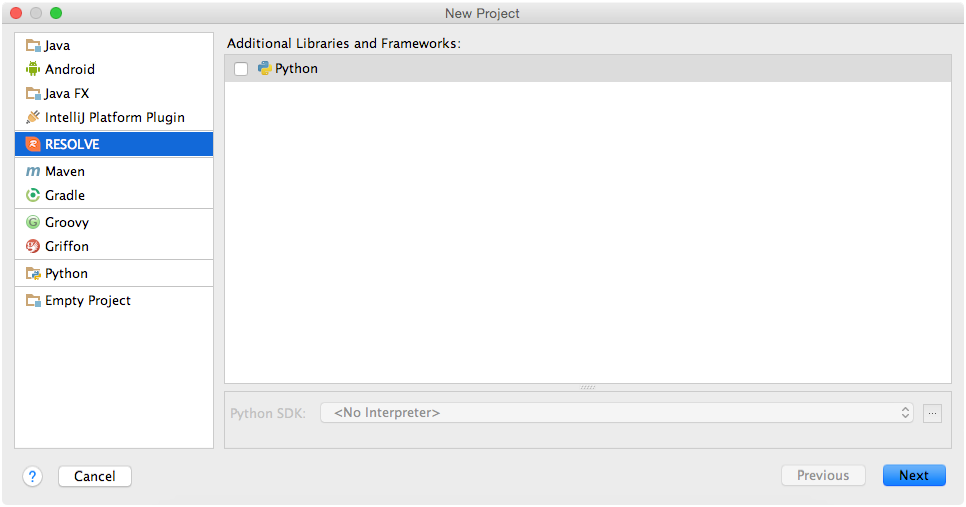 New Project
Java
Android
Java FX
IntelliJ Platform Plugin
RESOLVE
Maven
Gradle
Groovy
Griffon
Python
Empty Project
Additional Libraries and Frameworks:
Python
Python SDK: <No Interpreter> ...
? Cancel Previous Next